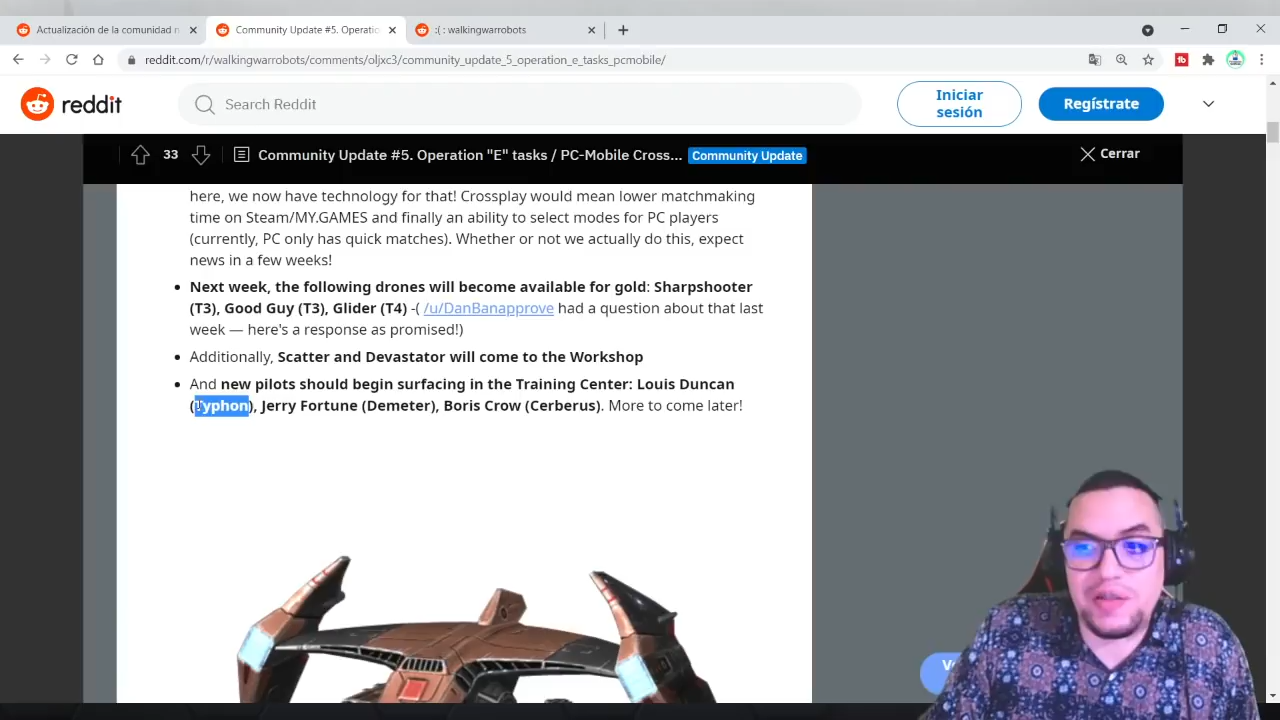 Actualización de la comunidad n
Community Update #5. Operatio
:( : walkingwarrobots
reddit.com/r/walkingwarrobots/comments/oljxc3/community_update_5_operation_e_tasks_pcmobile/
reddit
Search Reddit
Iniciar
sesión
Regístrate
33
Community Update #5. Operation "E" tasks / PC-Mobile Cross...
Community Update
Cerrar
here, we now have technology for that! Crossplay would mean lower matchmaking
time on Steam/MY.GAMES and finally an ability to select modes for PC players
(currently, PC only has quick matches). Whether or not we actually do this, expect
news in a few weeks!
• Next week, the following drones will become available for gold: Sharpshooter
(T3), Good Guy (T3), Glider (T4) -( /u/DanBanapprove had a question about that last
week — here's a response as promised!)
• Additionally, Scatter and Devastator will come to the Workshop
• And new pilots should begin surfacing in the Training Center: Louis Duncan
(Typhon), Jerry Fortune (Demeter), Boris Crow (Cerberus). More to come later!